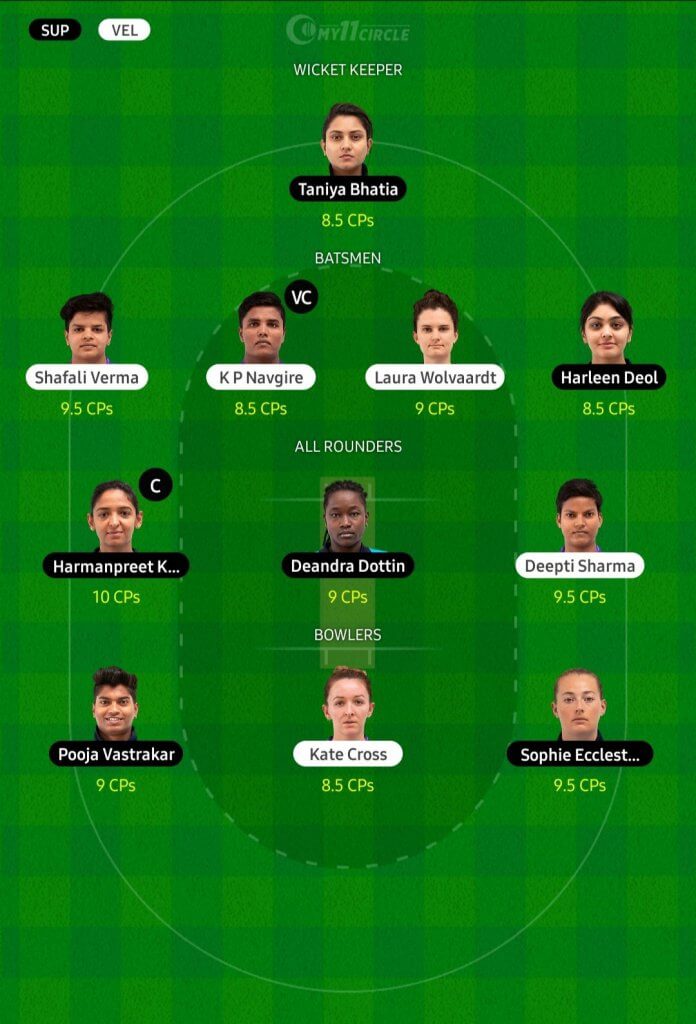 SUP VEL MY11CIRCLE
WICKET KEEPER
Taniya Bhatia
8.5 CPs
BATSMEN
VC
Shafali Verma K P Navgire Laura Wolvaardt Harleen Deol
9.5 CPs 8.5 CPs 9 CPs 8.5 CPs
ALL ROUNDERS
C
Harmanpreet K... Deandra Dottin Deepti Sharma
10 CPs 9 CPs 9.5 CPs
BOWLERS
Pooja Vastrakar Kate Cross Sophie Ecclest...
9 CPs 8.5 CPs 9.5 CPs